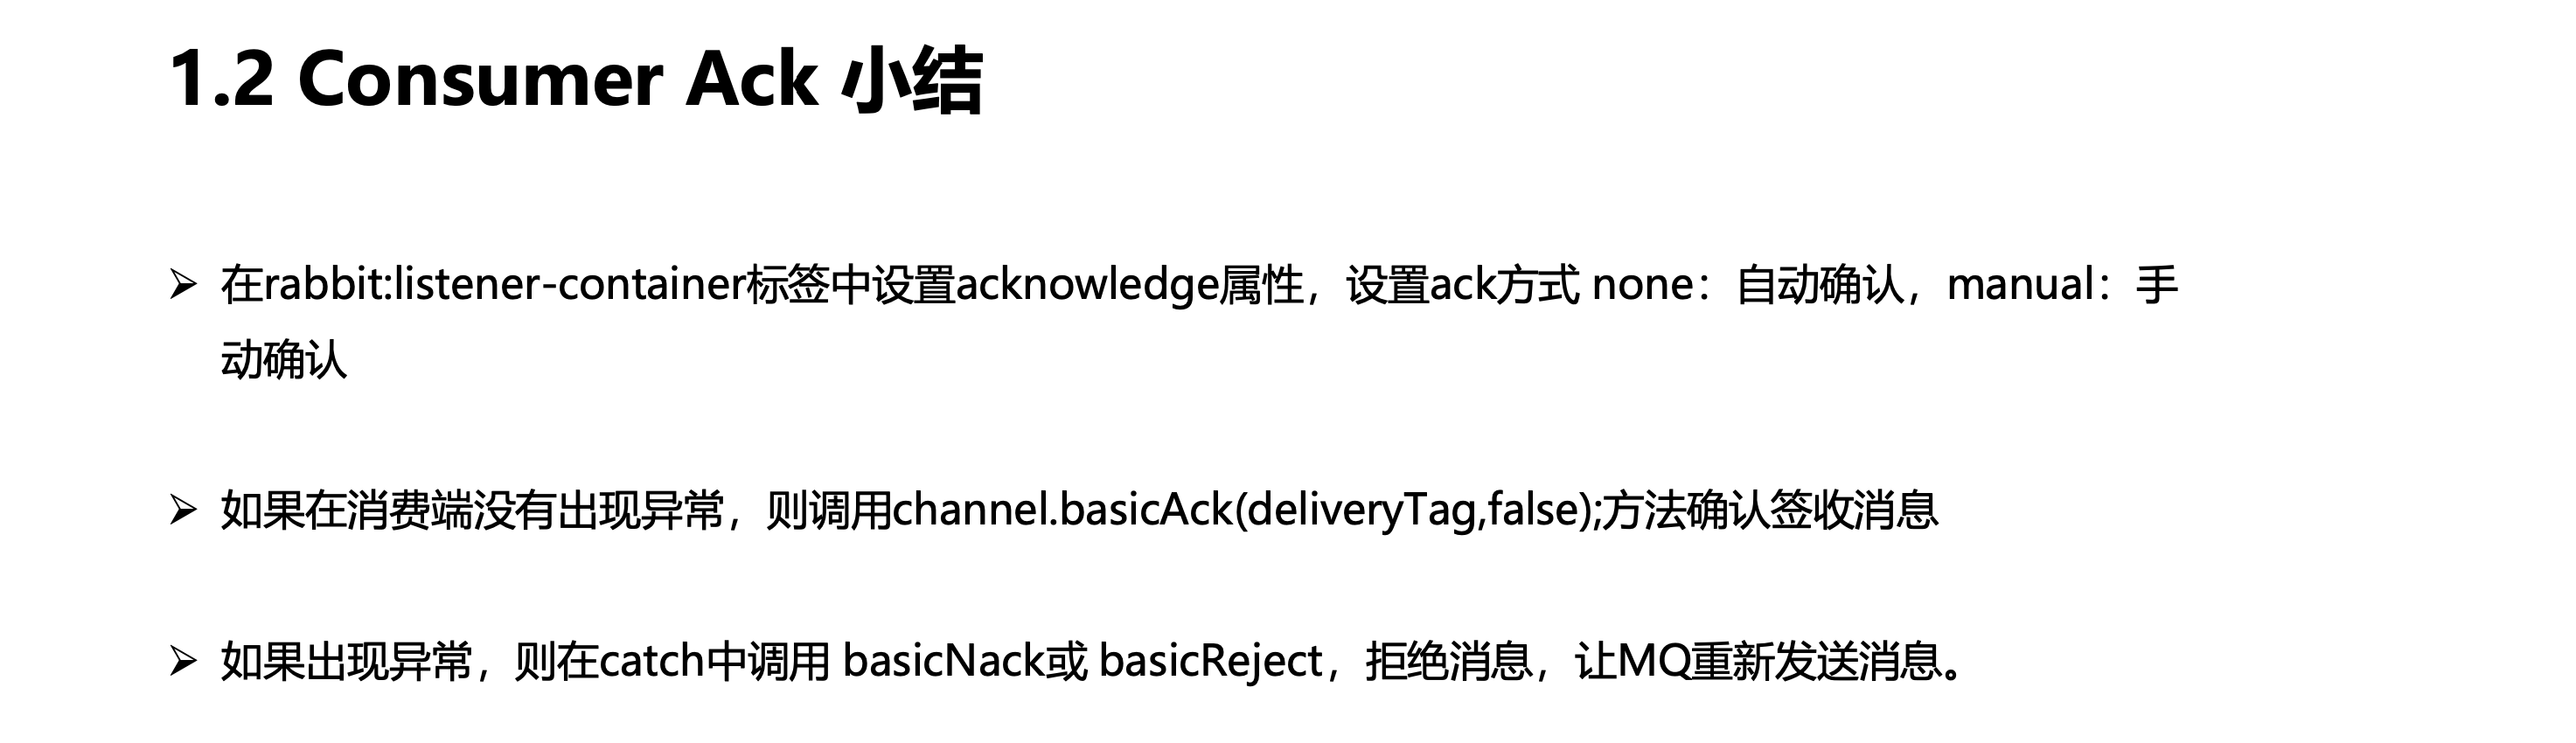 1.2 Consumer Ack 小结
➢ 在rabbit:listener-container标签中设置acknowledge属性，设置ack方式 none：自动确认，manual：手
动确认
➢ 如果在消费端没有出现异常，则调用channel.basicAck(deliveryTag,false);方法确认签收消息
➢ 如果出现异常，则在catch中调用 basicNack或 basicReject，拒绝消息，让MQ重新发送消息。